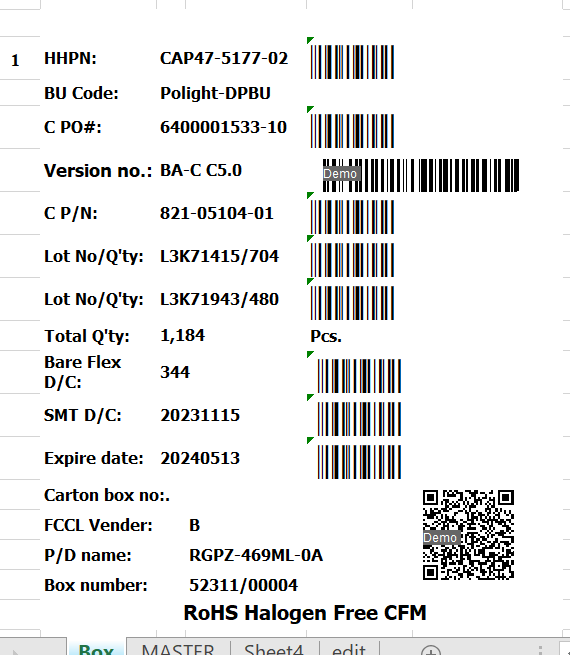 1 HHPN: CAP47-5177-02
BU Code: Polight-DPBU
C PO#: 6400001533-10
Version no.: BA-C C5.0 Demo
C P/N: 821-05104-01
Lot No/Q'ty: L3K71415/704
Lot No/Q'ty: L3K71943/480
Total Q'ty: 1,184 Pcs.
Bare Flex
D/C: 344
SMT D/C: 20231115
Expire date: 20240513
Carton box no:.
FCCL Vender: B
Demo
P/D name: RGPZ-469ML-0A
Box number: 52311/00004
RoHS Halogen Free CFM
Box MASTER Sheet4 edit